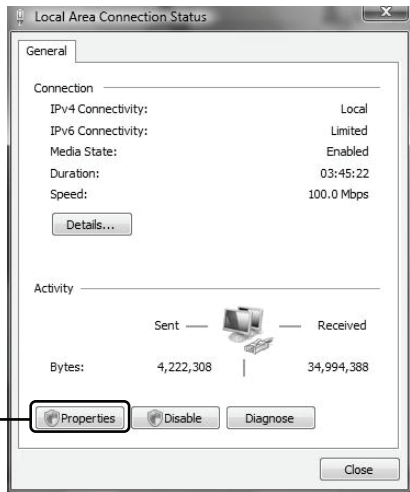 Local Area Connection Status
General
Connection
IPv4 Connectivity: Local
IPv6 Connectivity: Limited
Media State: Enabled
Duration: 03:45:22
Speed: 100.0 Mbps
Details...
Activity
Sent Received
Bytes: 4,222,308 34,994,388
Properties Disable Diagnose
Close